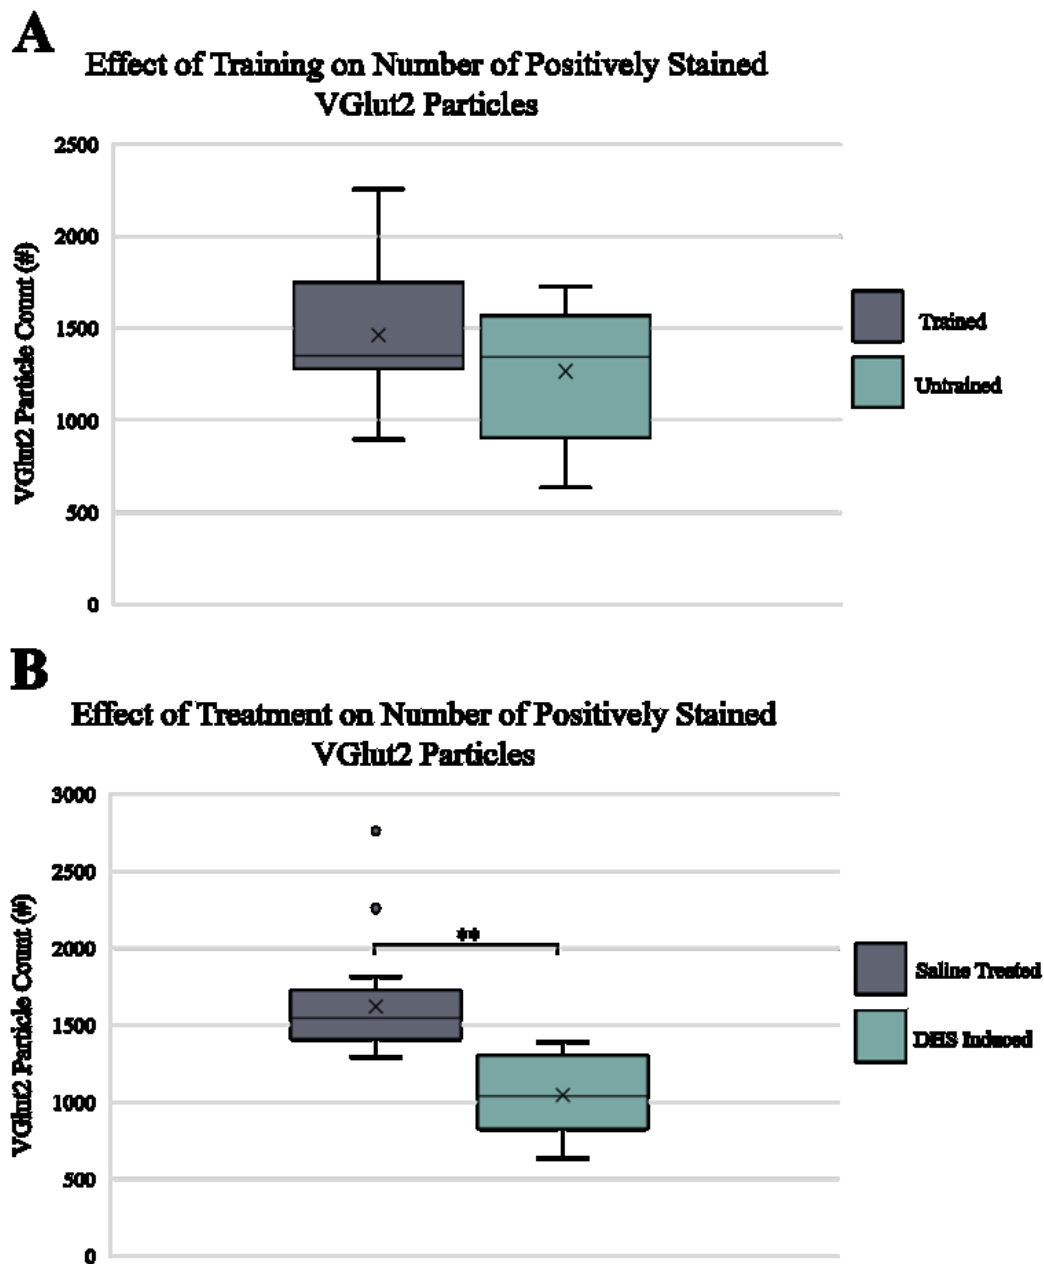 A
Effect of Training on Number of Positively Stained
VGlut2 Particles
2500
2000
1500
1000
500
0
VGlut2 Particle Count (#)
Trained
Untrained
B
Effect of Treatment on Number of Positively Stained
VGlut2 Particles
3000
2500
2000
1500
1000
500
0
VGlut2 Particle Count (#)
**
Saline Treated
DHS Induced